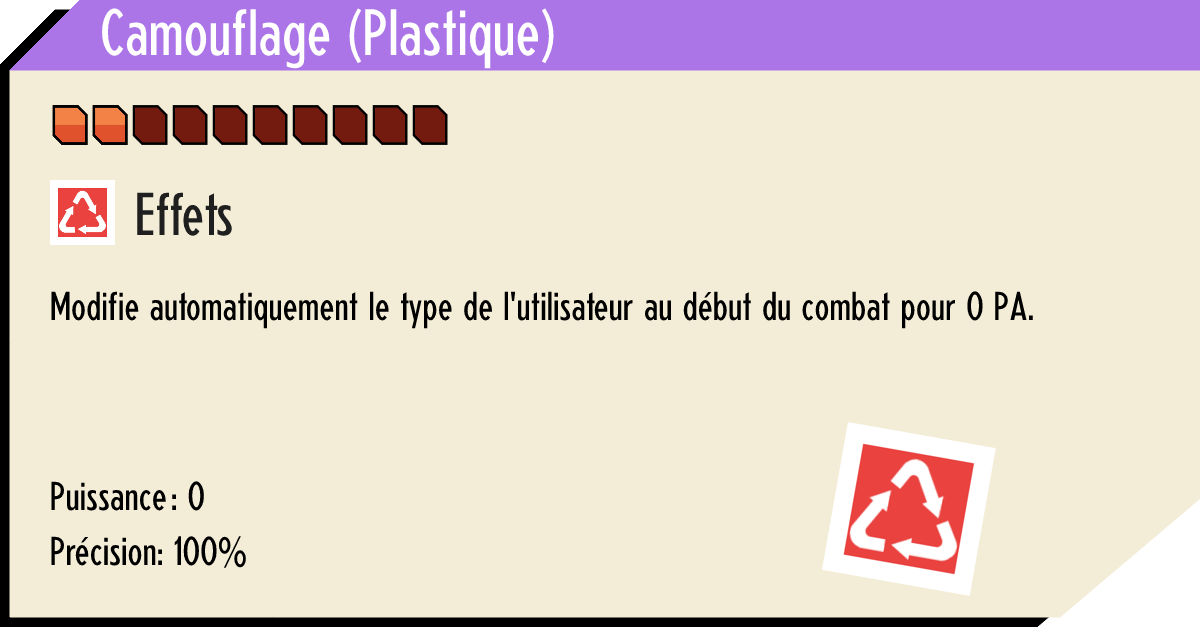 Camouflage (Plastique)
Effets
Modifie automatiquement le type de l'utilisateur au début du combat pour 0 PA.
Puissance : 0
Précision: 100%